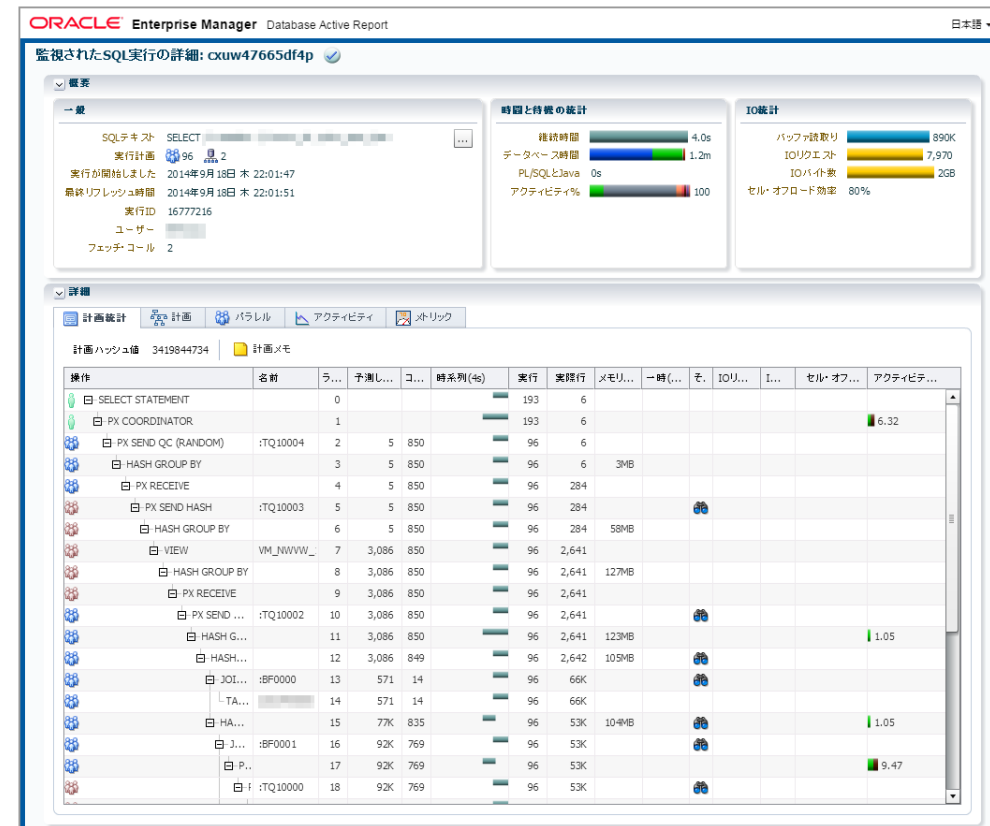 ORACLE Enterprise Manager Database Active Report 日本語
監視されたSQL実行の詳細: cxuw47665df4p
概要
一般
SQLテキスト SELECT ...
実行計画 96 2
実行が開始しました 2014年9月18日 木 22:01:47
最終リフレッシュ時間 2014年9月18日 木 22:01:51
実行ID 16777216
ユーザー
フェッチ・コール 2
時間と待機の統計
継続時間 4.0s
データベース時間 1.2m
PL/SQLとJava 0s
アクティビティ% 100
IO統計
バッファ読取り 890K
IOリクエスト 7,970
IOバイト数 2GB
セル・オフロード効率 80%
詳細
計画統計 計画 パラレル アクティビティ メトリック
計画ハッシュ値 3419844734 計画メモ
操作 名前 ラ... 予測し... コ... 時系列(4s) 実行 実際行 メモリ... 一時(... そ. IOリ... I... セル・オフ... アクティビテ...
SELECT STATEMENT 0 193 6
PX COORDINATOR 1 193 6 6.32
PX SEND QC (RANDOM) :TQ10004 2 5 850 96 6
HASH GROUP BY 3 5 850 96 6 3MB
PX RECEIVE 4 5 850 96 284
PX SEND HASH :TQ10003 5 5 850 96 284
HASH GROUP BY 6 5 850 96 284 58MB
VIEW VM_NWVW_ 7 3,086 850 96 2,641
HASH GROUP BY 8 3,086 850 96 2,641 127MB
PX RECEIVE 9 3,086 850 96 2,641
PX SEND ... :TQ10002 10 3,086 850 96 2,641
HASH G... 11 3,086 850 96 2,641 123MB 1.05
HASH... 12 3,086 849 96 2,642 105MB
JOI... :BF0000 13 571 14 96 66K
TA... 14 571 14 96 66K
HA... 15 77K 835 96 53K 104MB 1.05
J... :BF0001 16 92K 769 96 53K
P.. 17 92K 769 96 53K 9.47
:TQ10000 18 92K 769 96 53K